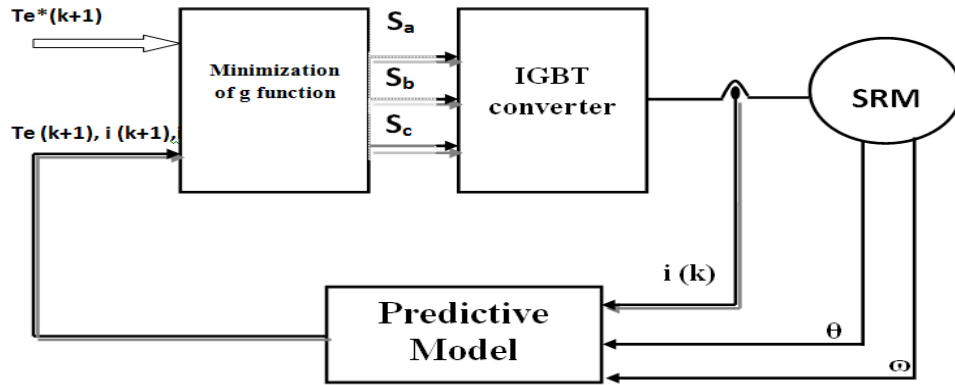 Te*(k+1)
Sa
Sb
Sc
Minimization
of g function
IGBT
converter
SRM
Te (k+1), i (k+1),
i (k)
Predictive
Model
θ
ω